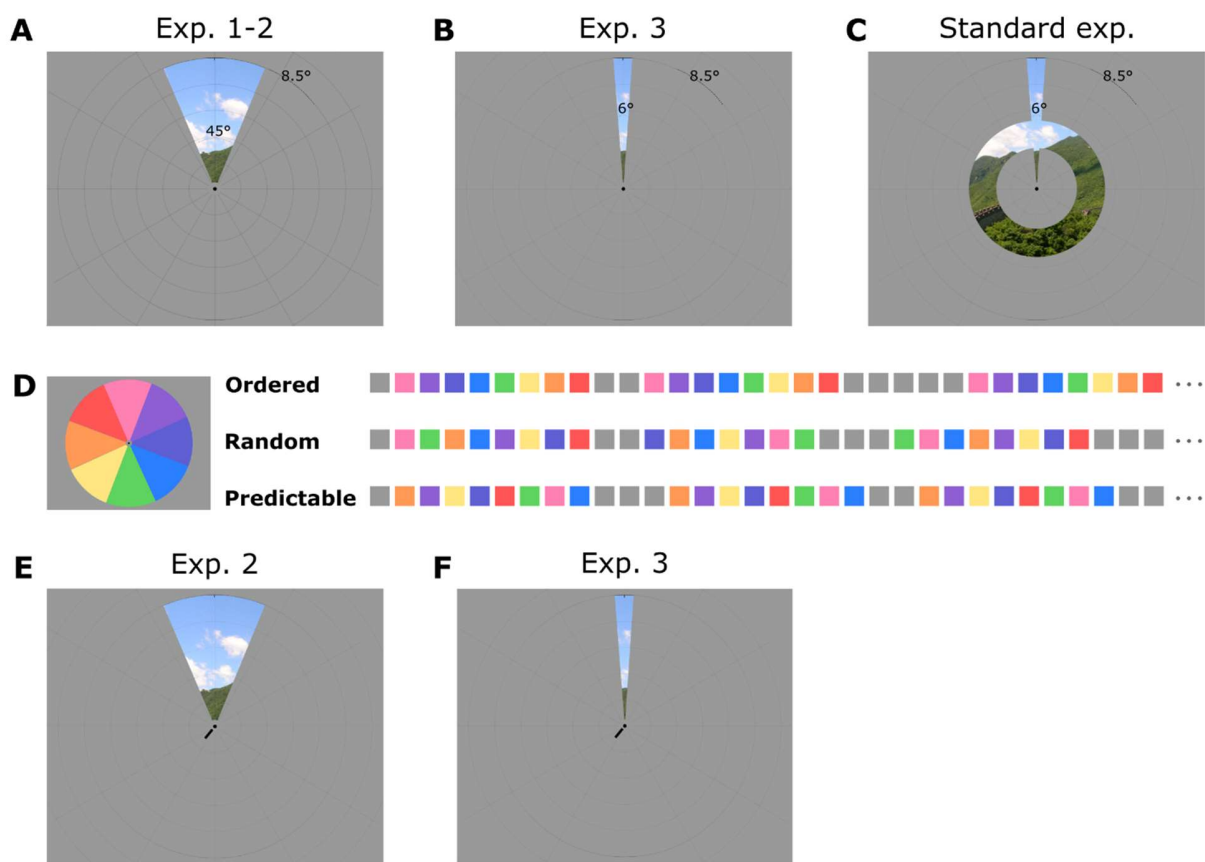 A Exp. 1-2
8.5°
45°
B Exp. 3
8.5°
6°
C Standard exp.
8.5°
6°
D
Ordered
Random
Predictable
E Exp. 2
F Exp. 3